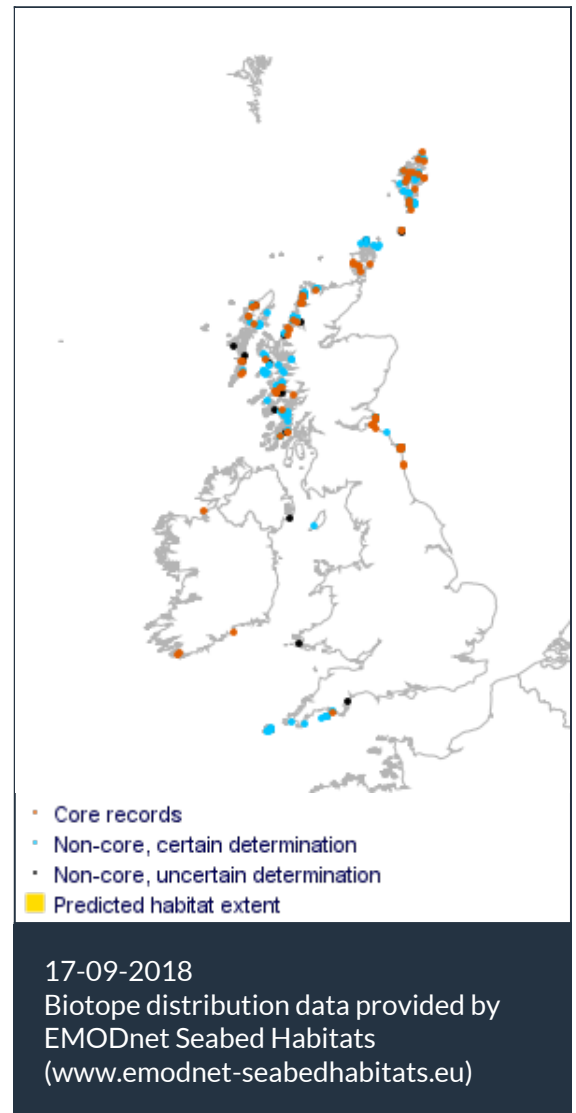 Core records
Non-core, certain determination
Non-core, uncertain determination
Predicted habitat extent
17-09-2018
Biotope distribution data provided by
EMODnet Seabed Habitats
(www.emodnet-seabedhabitats.eu)